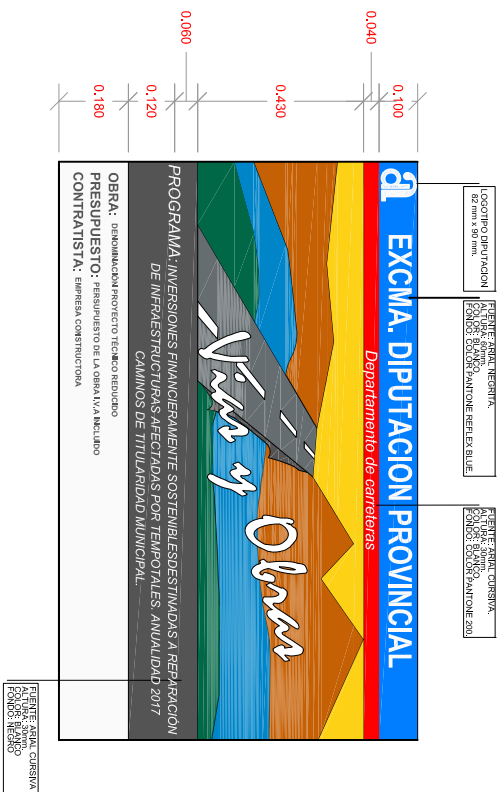 LOGOTIPO DIPUTACION
82 mm x 90 mm.
FUENTE: ARIAL NEGRITA.
ALTURA: 60mm.
COLOR: BLANCO.
FONDO: COLOR PANTONE REFLEX BLUE.
FUENTE: ARIAL CURSIVA.
ALTURA: 30mm.
COLOR: BLANCO.
FONDO: COLOR PANTONE 200.
0.100
0.040
0.430
0.060
0.120
0.180
d
EXCMA. DIPUTACION PROVINCIAL
Departamento de carreteras
Vías y Obras
PROGRAMA: INVERSIONES FINANCIERAMENTE SOSTENIBLESDESTINADAS A REPARACIÓN
DE INFRAESTRUCTURAS AFECTADAS POR TEMPOTALES. ANUALIDAD 2017
CAMINOS DE TITULARIDAD MUNICIPAL.
OBRA: DENOMINACIÓN PROYECTO TÉCNICO REDUCIDO
PRESUPUESTO: PERSUPUESTO DE LA OBRA I.V.A INCLUIDO
CONTRATISTA: EMPRESA CONSTRUCTORA
FUENTE: ARIAL CURSIVA
ALTURA: 30mm.
COLOR: BLANCO
FONDO: NEGRO